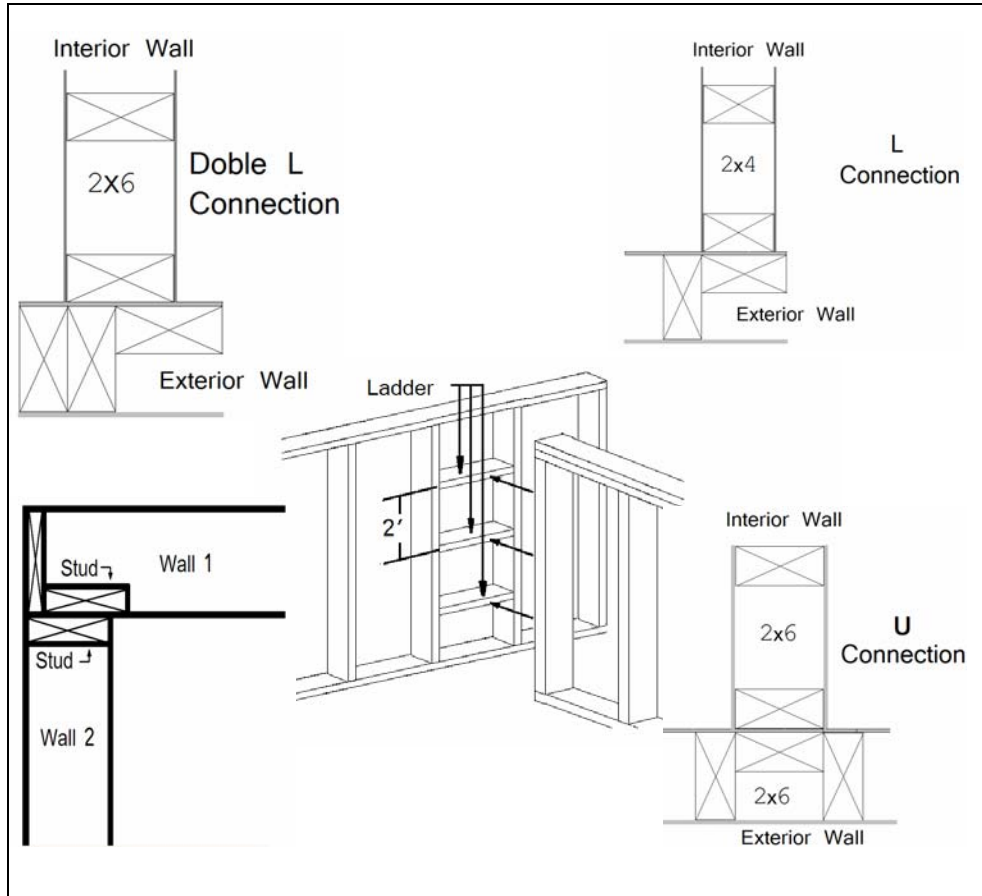 Interior Wall
2x6
Doble L
Connection
Exterior Wall
Interior Wall
2x4
L
Connection
Exterior Wall
Ladder
2'
Stud
Wall 1
Stud
Wall 2
Interior Wall
2x6
U
Connection
2x6
Exterior Wall